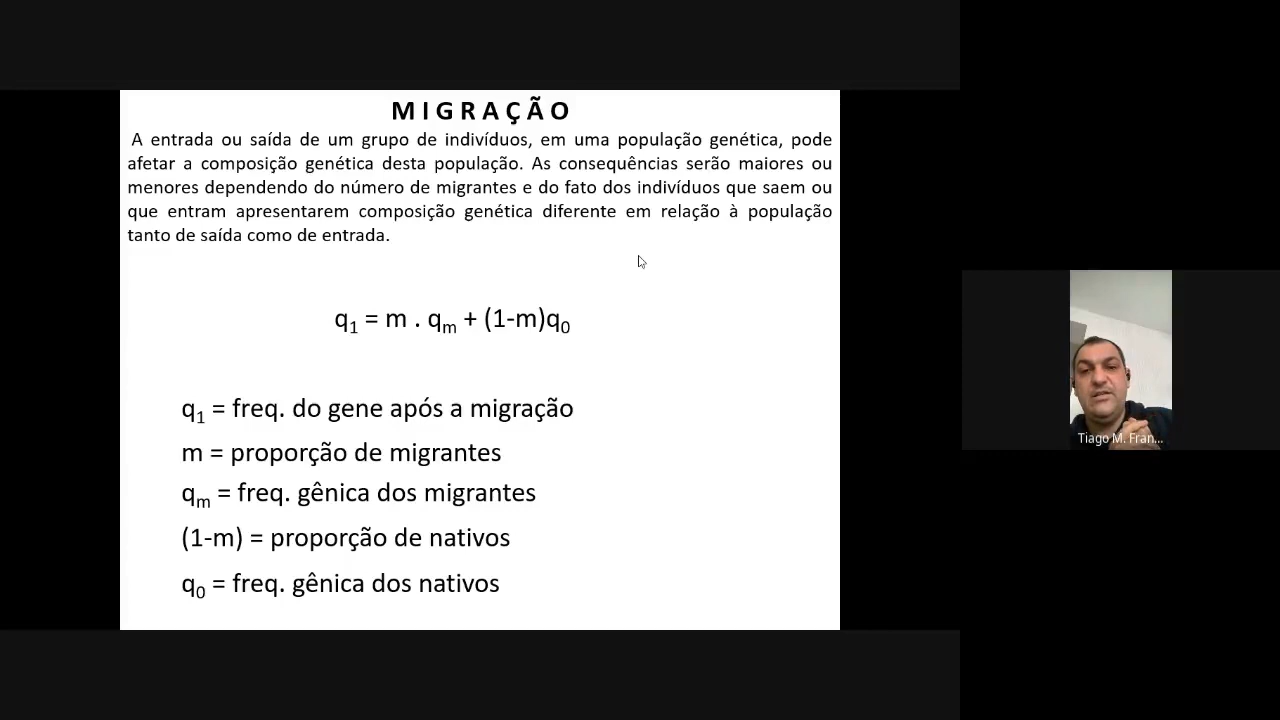 M I G R A Ç Ã O
A entrada ou saída de um grupo de indivíduos, em uma população genética, pode
afetar a composição genética desta população. As consequências serão maiores ou
menores dependendo do número de migrantes e do fato dos indivíduos que saem ou
que entram apresentarem composição genética diferente em relação à população
tanto de saída como de entrada.
q₁ = m . qₘ + (1-m)q₀
q₁ = freq. do gene após a migração
m = proporção de migrantes
qₘ = freq. gênica dos migrantes
(1-m) = proporção de nativos
q₀ = freq. gênica dos nativos
Tiago M. Fran...